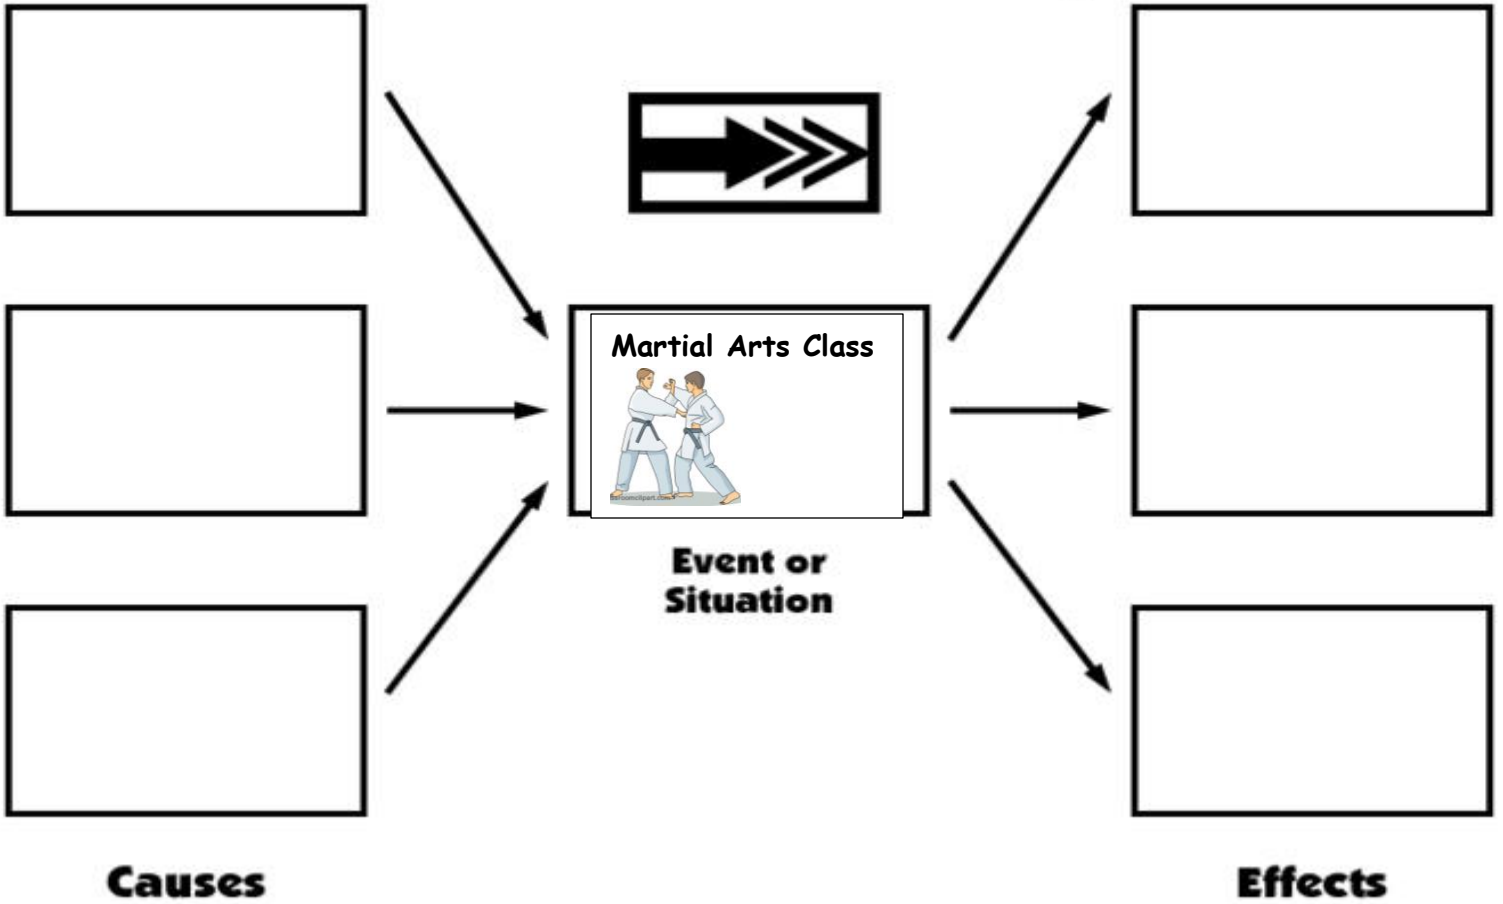 Martial Arts Class
Event or
Situation
Causes
Effects